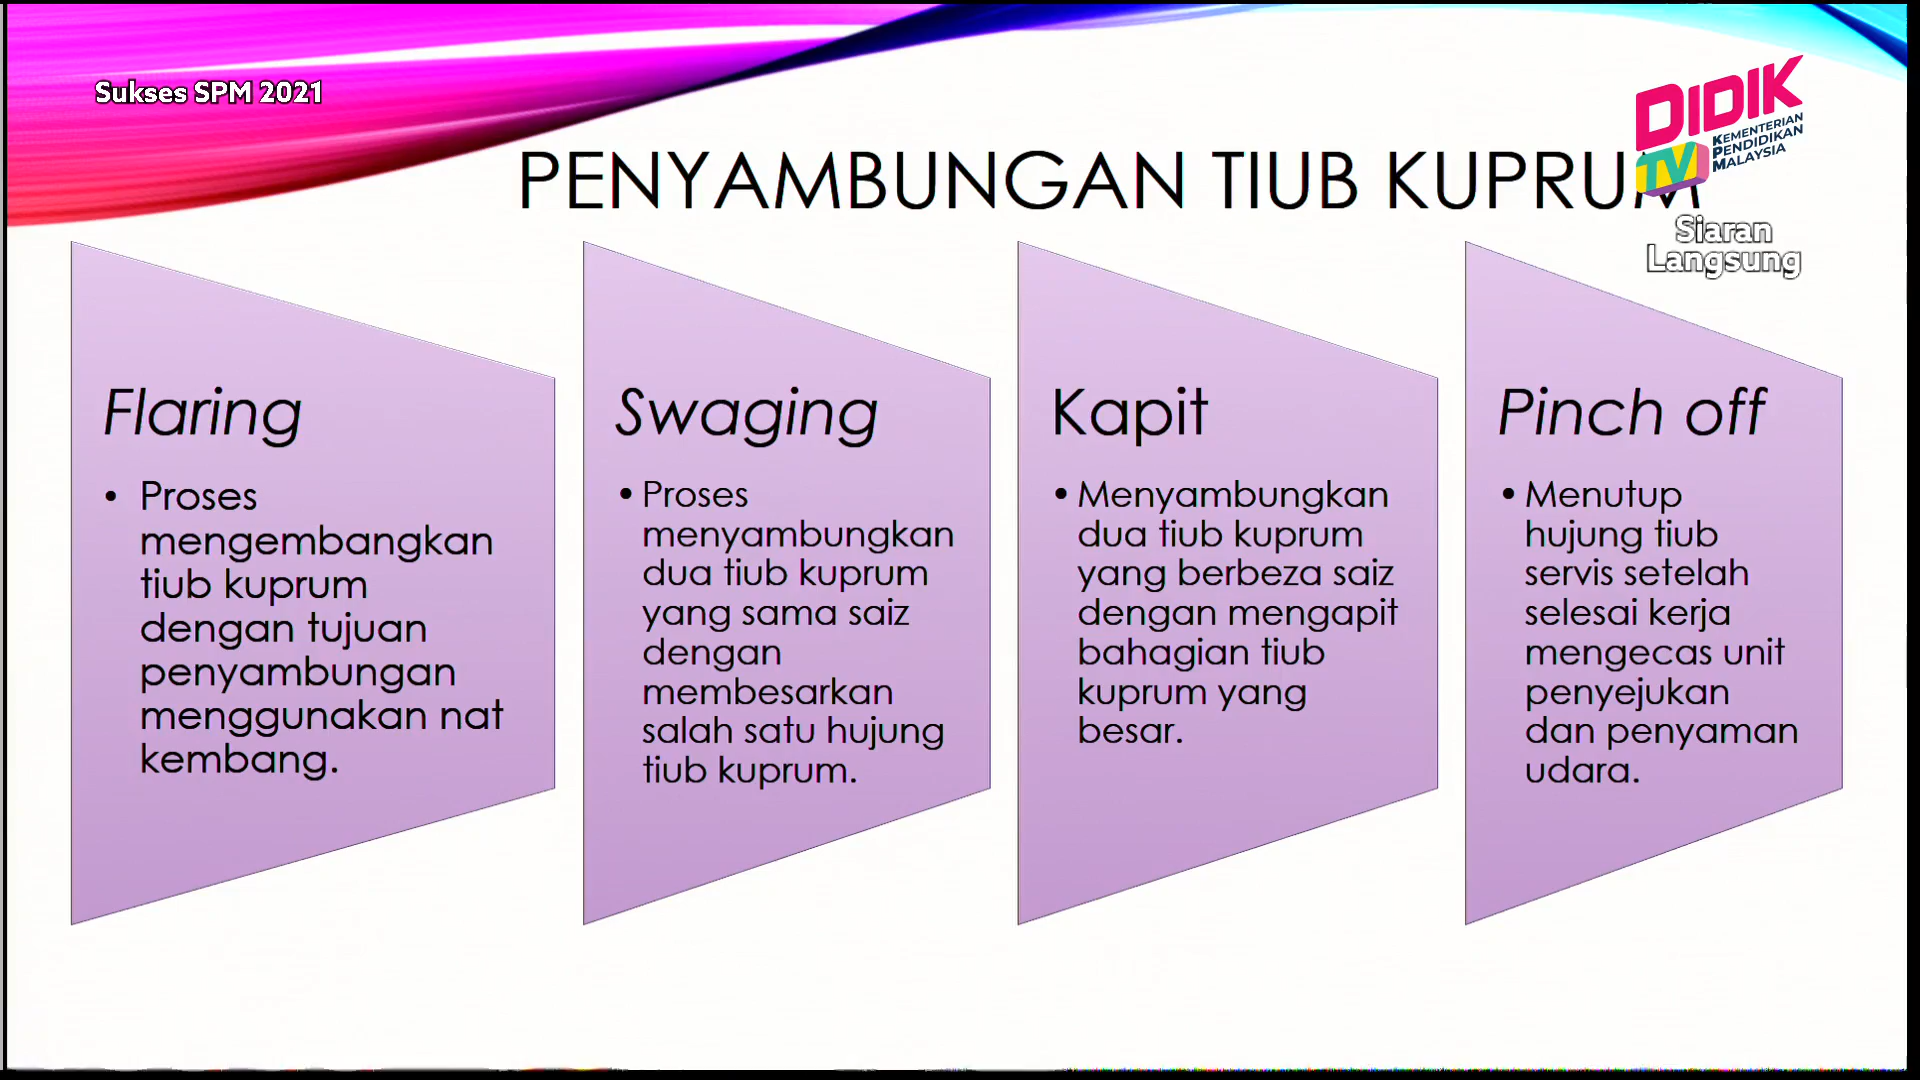 Sukses SPM 2021
DIDIK
TV
KEMENTERIAN
PENDIDIKAN
MALAYSIA
PENYAMBUNGAN TIUB KUPRUM
Siaran
Langsung
Flaring
• Proses
mengembangkan
tiub kuprum
dengan tujuan
penyambungan
menggunakan nat
kembang.
Swaging
• Proses
menyambungkan
dua tiub kuprum
yang sama saiz
dengan
membesarkan
salah satu hujung
tiub kuprum.
Kapit
• Menyambungkan
dua tiub kuprum
yang berbeza saiz
dengan mengapit
bahagian tiub
kuprum yang
besar.
Pinch off
• Menutup
hujung tiub
servis setelah
selesai kerja
mengecas unit
penyejukan
dan penyaman
udara.